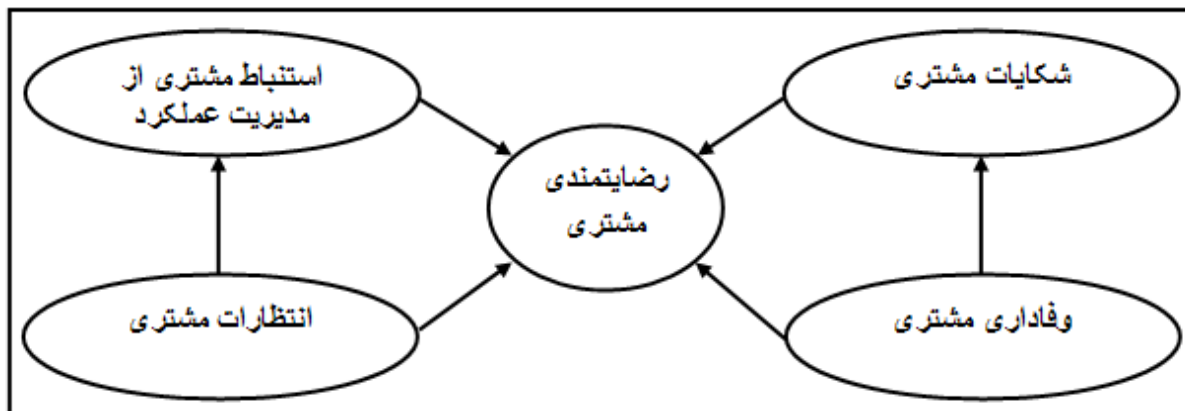 شکایات مشتری
استنباط مشتری از
مدیریت عملکرد
رضایتمندی
مشتری
وفاداری مشتری
انتظارات مشتری